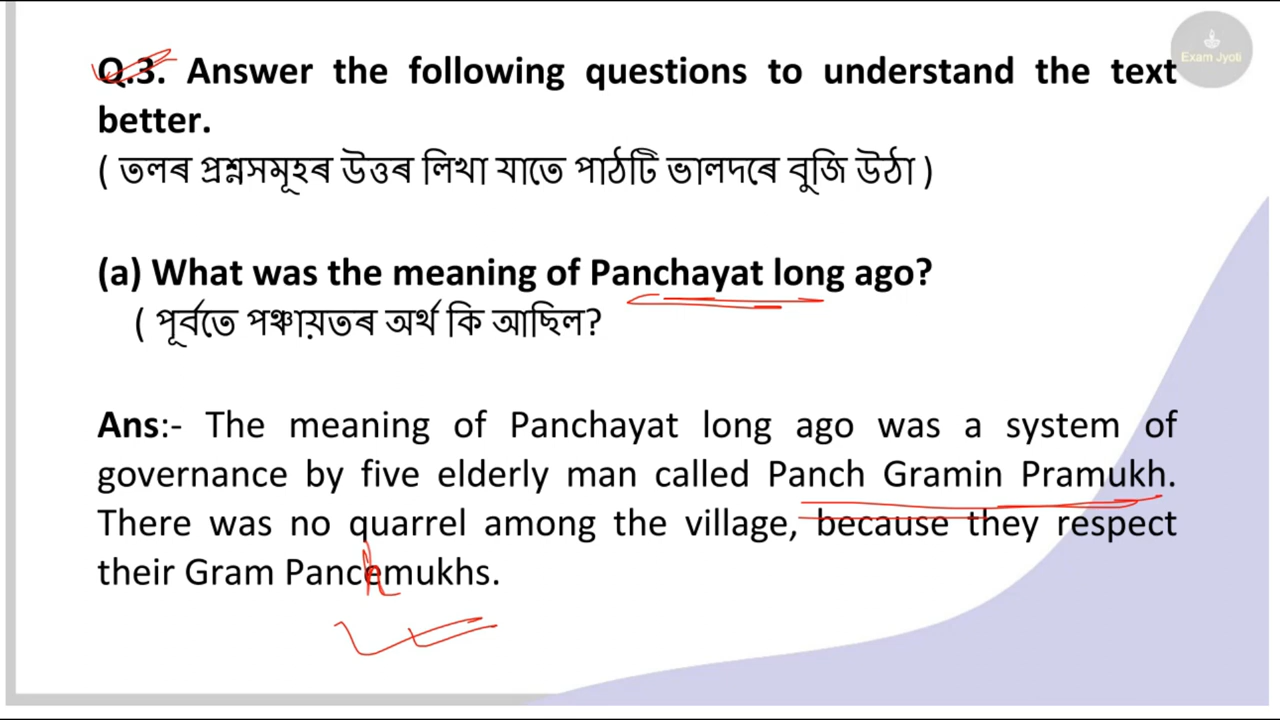 Exam Jyoti
Q.3. Answer the following questions to understand the text
better.
( তলৰ প্ৰশ্নসমূহৰ উত্তৰ লিখা যাতে পাঠটি ভালদৰে বুজি উঠা )
(a) What was the meaning of Panchayat long ago?
( পূৰ্বতে পঞ্চায়তৰ অৰ্থ কি আছিল?
Ans:- The meaning of Panchayat long ago was a system of
governance by five elderly man called Panch Gramin Pramukh.
There was no quarrel among the village, because they respect
their Gram Pancemukhs.
h